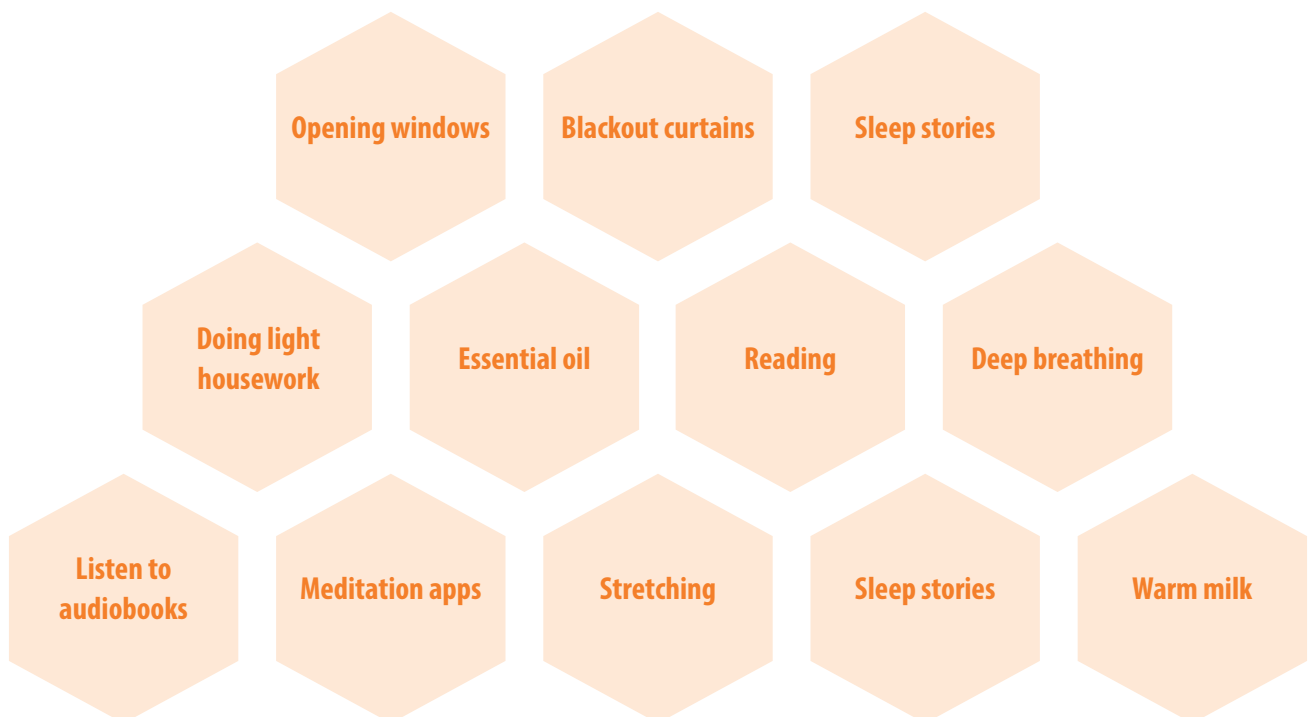 Opening windows
Blackout curtains
Sleep stories
Doing light
housework
Essential oil
Reading
Deep breathing
Listen to
audiobooks
Meditation apps
Stretching
Sleep stories
Warm milk